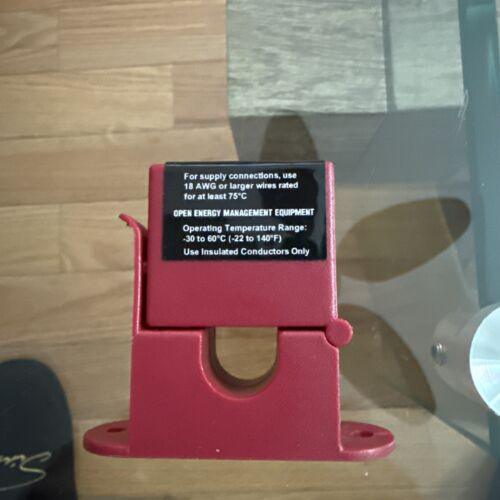 For supply connections, use
18 AWG or larger wires rated
for at least 75°C
OPEN ENERGY MANAGEMENT EQUIPMENT
Operating Temperature Range:
-30 to 60°C (-22 to 140°F)
Use Insulated Conductors Only